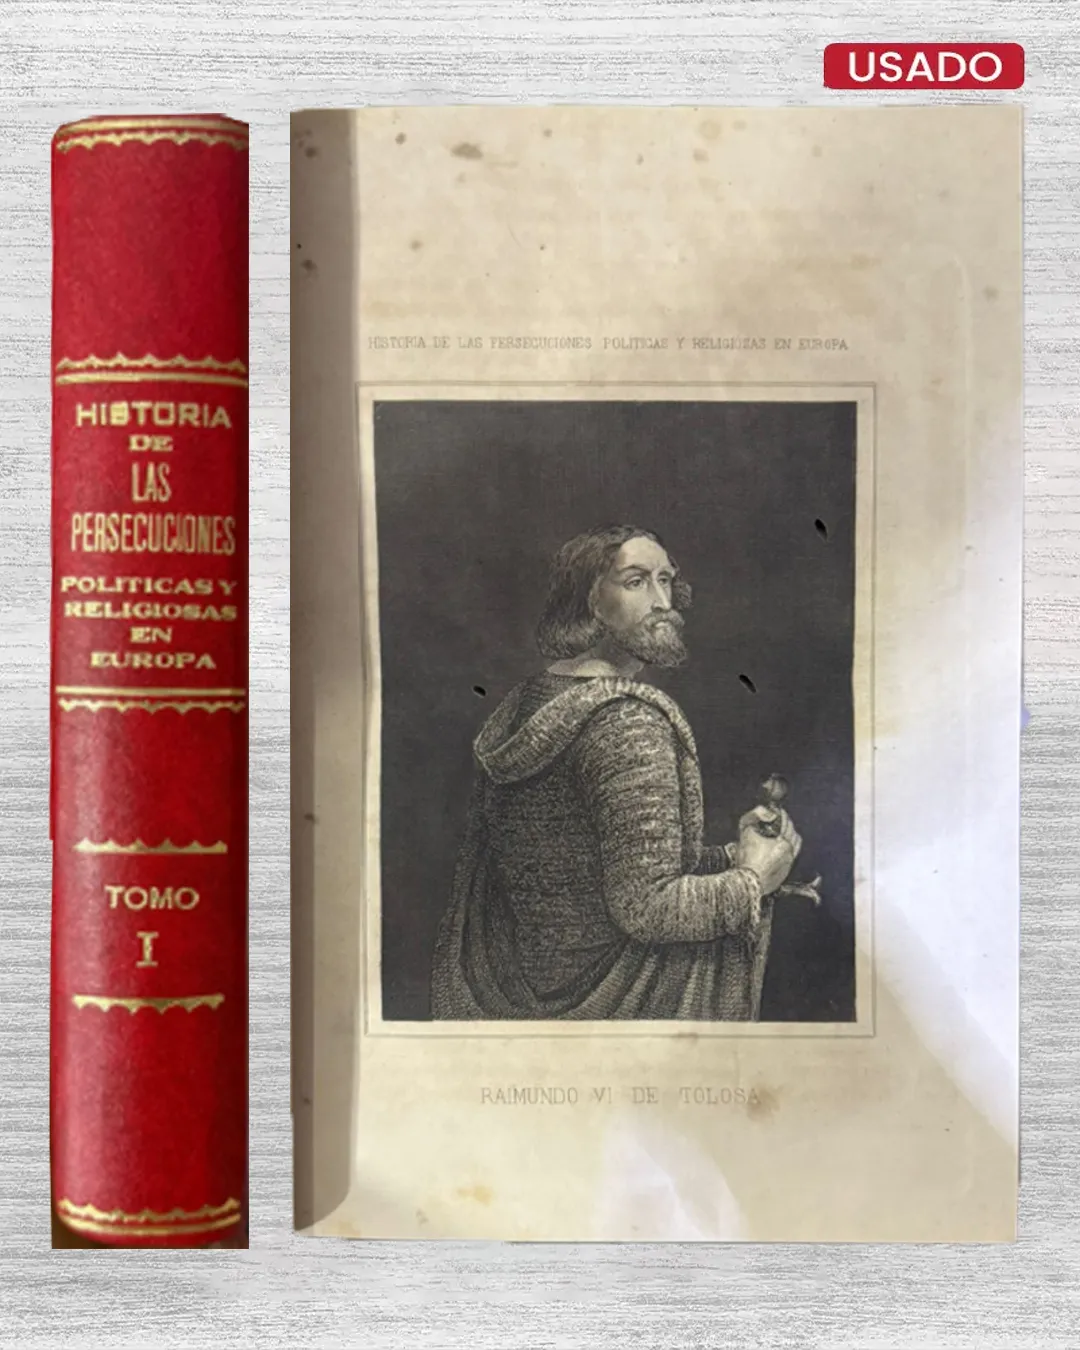 USADO
HISTORIA
DE
LAS
PERSECUCIONES
POLITICAS Y
RELIGIOSAS
EN
EUROPA
TOMO
I
HISTORIA DE LAS PERSECUCIONES POLITICAS Y RELIGIOSAS EN EUROPA
RAIMUNDO VI DE TOLOSA